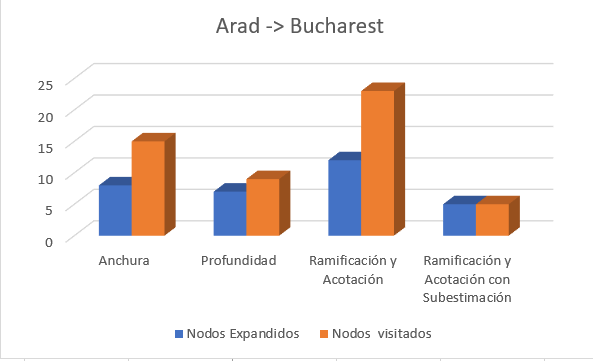 Arad -> Bucharest
25
20
15
10
5
0
Anchura
Profundidad
Ramificación y
Acotación
Ramificación y
Acotación con
Subestimación
Nodos Expandidos
Nodos visitados